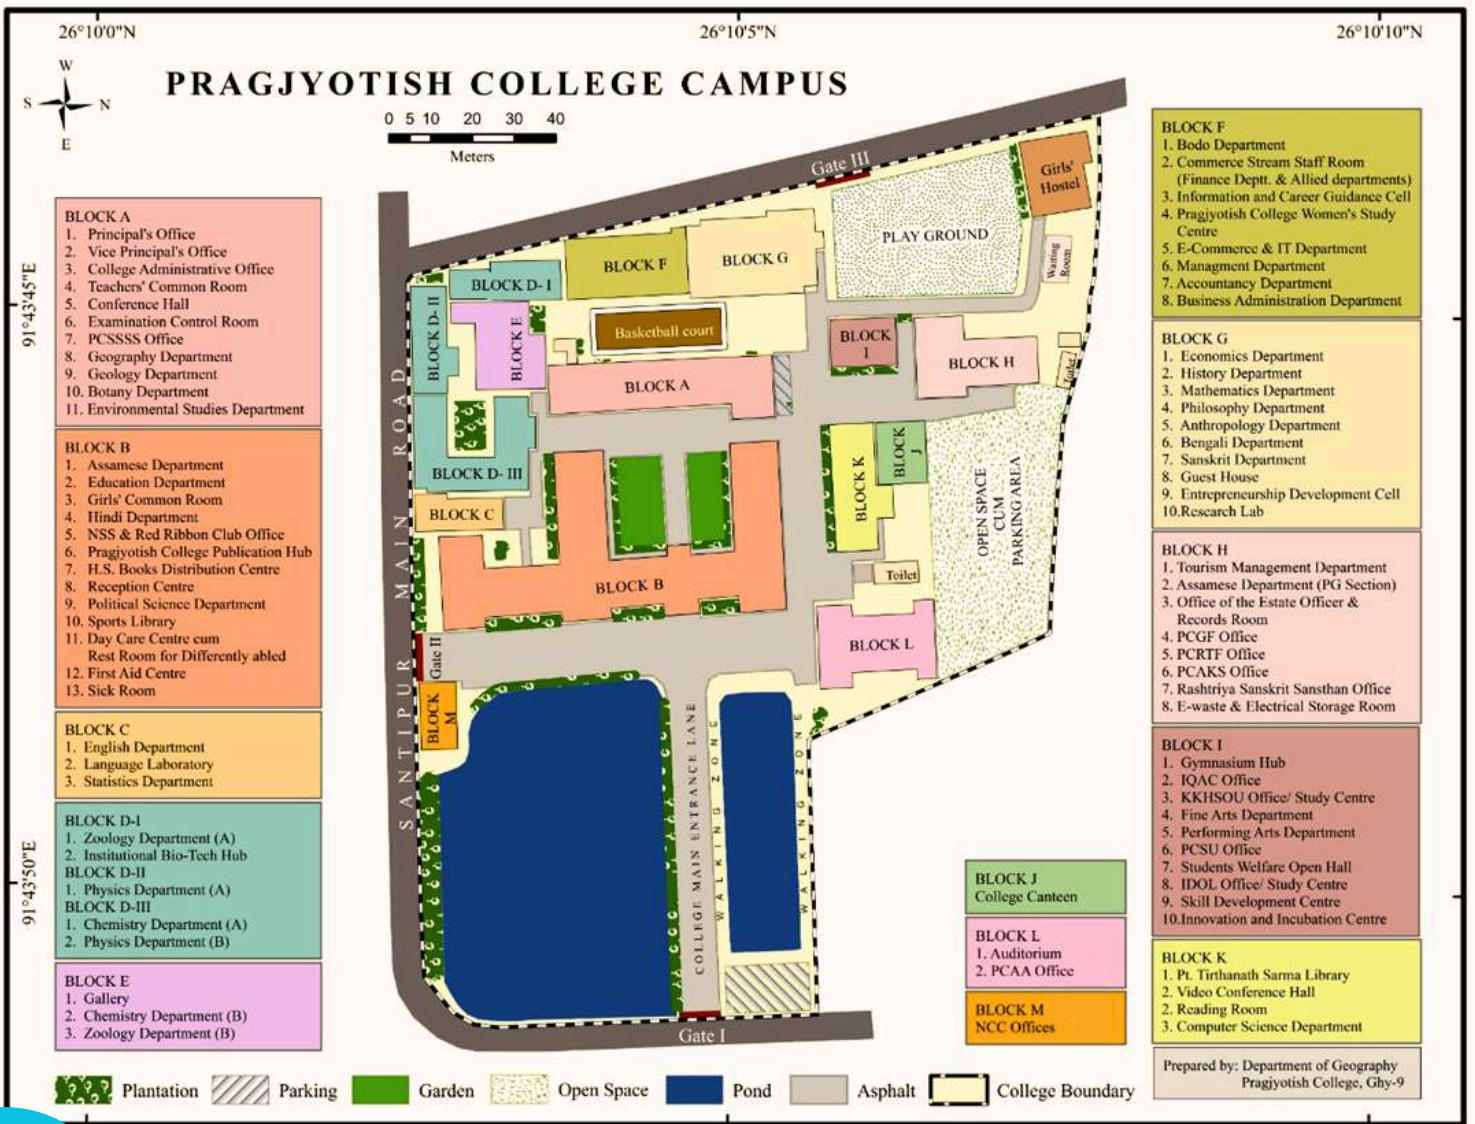 26°10'0"N
26°10'5"N
26°10'10"N
W
S
N
E
PRAGJYOTISH COLLEGE CAMPUS
0 5 10 20 30 40
Meters
91°43'45"E
91°43'50"E
BLOCK A
1. Principal's Office
2. Vice Principal's Office
3. College Administrative Office
4. Teachers' Common Room
5. Conference Hall
6. Examination Control Room
7. PCSSSS Office
8. Geography Department
9. Geology Department
10. Botany Department
11. Environmental Studies Department
BLOCK B
1. Assamese Department
2. Education Department
3. Girls' Common Room
4. Hindi Department
5. NSS & Red Ribbon Club Office
6. Pragjyotish College Publication Hub
7. H.S. Books Distribution Centre
8. Reception Centre
9. Political Science Department
10. Sports Library
11. Day Care Centre cum
Rest Room for Differently abled
12. First Aid Centre
13. Sick Room
BLOCK C
1. English Department
2. Language Laboratory
3. Statistics Department
BLOCK D-I
1. Zoology Department (A)
2. Institutional Bio-Tech Hub
BLOCK D-II
1. Physics Department (A)
BLOCK D-III
1. Chemistry Department (A)
2. Physics Department (B)
BLOCK E
1. Gallery
2. Chemistry Department (B)
3. Zoology Department (B)
Gate III
Girls'
Hostel
PLAY GROUND
Waiting
Room
BLOCK F
BLOCK G
BLOCK D- I
BLOCK D- II
BLOCK E
Basketball court
BLOCK
I
BLOCK H
Toilet
BLOCK A
BLOCK D- III
BLOCK C
BLOCK K
BLOCK
J
OPEN SPACE
CUM
PARKING AREA
BLOCK B
Toilet
BLOCK L
Gate II
BLOCK
M
SANTIPUR MAIN ROAD
COLLEGE MAIN ENTRANCE LANE
WALKING ZONE
WALKING ZONE
Gate I
BLOCK F
1. Bodo Department
2. Commerce Stream Staff Room
(Finance Deptt. & Allied departments)
3. Information and Career Guidance Cell
4. Pragjyotish College Women's Study
Centre
5. E-Commerce & IT Department
6. Managment Department
7. Accountancy Department
8. Business Administration Department
BLOCK G
1. Economics Department
2. History Department
3. Mathematics Department
4. Philosophy Department
5. Anthropology Department
6. Bengali Department
7. Sanskrit Department
8. Guest House
9. Entrepreneurship Development Cell
10.Research Lab
BLOCK H
1. Tourism Management Department
2. Assamese Department (PG Section)
3. Office of the Estate Officer &
Records Room
4. PCGF Office
5. PCRTF Office
6. PCAKS Office
7. Rashtriya Sanskrit Sansthan Office
8. E-waste & Electrical Storage Room
BLOCK I
1. Gymnasium Hub
2. IQAC Office
3. KKHSOU Office/ Study Centre
4. Fine Arts Department
5. Performing Arts Department
6. PCSU Office
7. Students Welfare Open Hall
8. IDOL Office/ Study Centre
9. Skill Development Centre
10.Innovation and Incubation Centre
BLOCK J
College Canteen
BLOCK L
1. Auditorium
2. PCAA Office
BLOCK M
NCC Offices
BLOCK K
1. Pt. Tirthanath Sarma Library
2. Video Conference Hall
2. Reading Room
3. Computer Science Department
Prepared by: Department of Geography
Pragjyotish College, Ghy-9
Plantation
Parking
Garden
Open Space
Pond
Asphalt
College Boundary